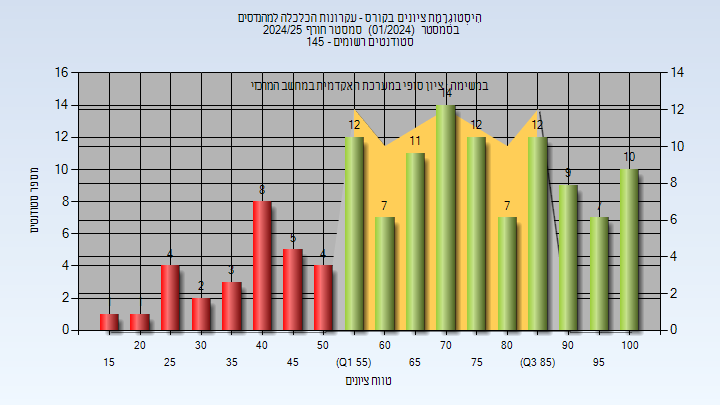 היסטוגרמת ציונים בקורס - עקרונות הכלכלה למהנדסים
בסמסטר (01/2024) סמסטר חורף 2024/25
סטודנטים רשומים - 145
במשימה: ציון סופי במערכת האקדמית במחשב המרכזי
מספר סטודנטים
16 14 12 10 8 6 4 2 0
14 12 10 8 6 4 2 0
4 2 3 8 5 4 12 7 11 14 12 7 12 9 7 10
20 30 40 50 60 70 80 90 100
15 25 35 45 (Q1 55) 65 75 (Q3 85) 95
טווח ציונים